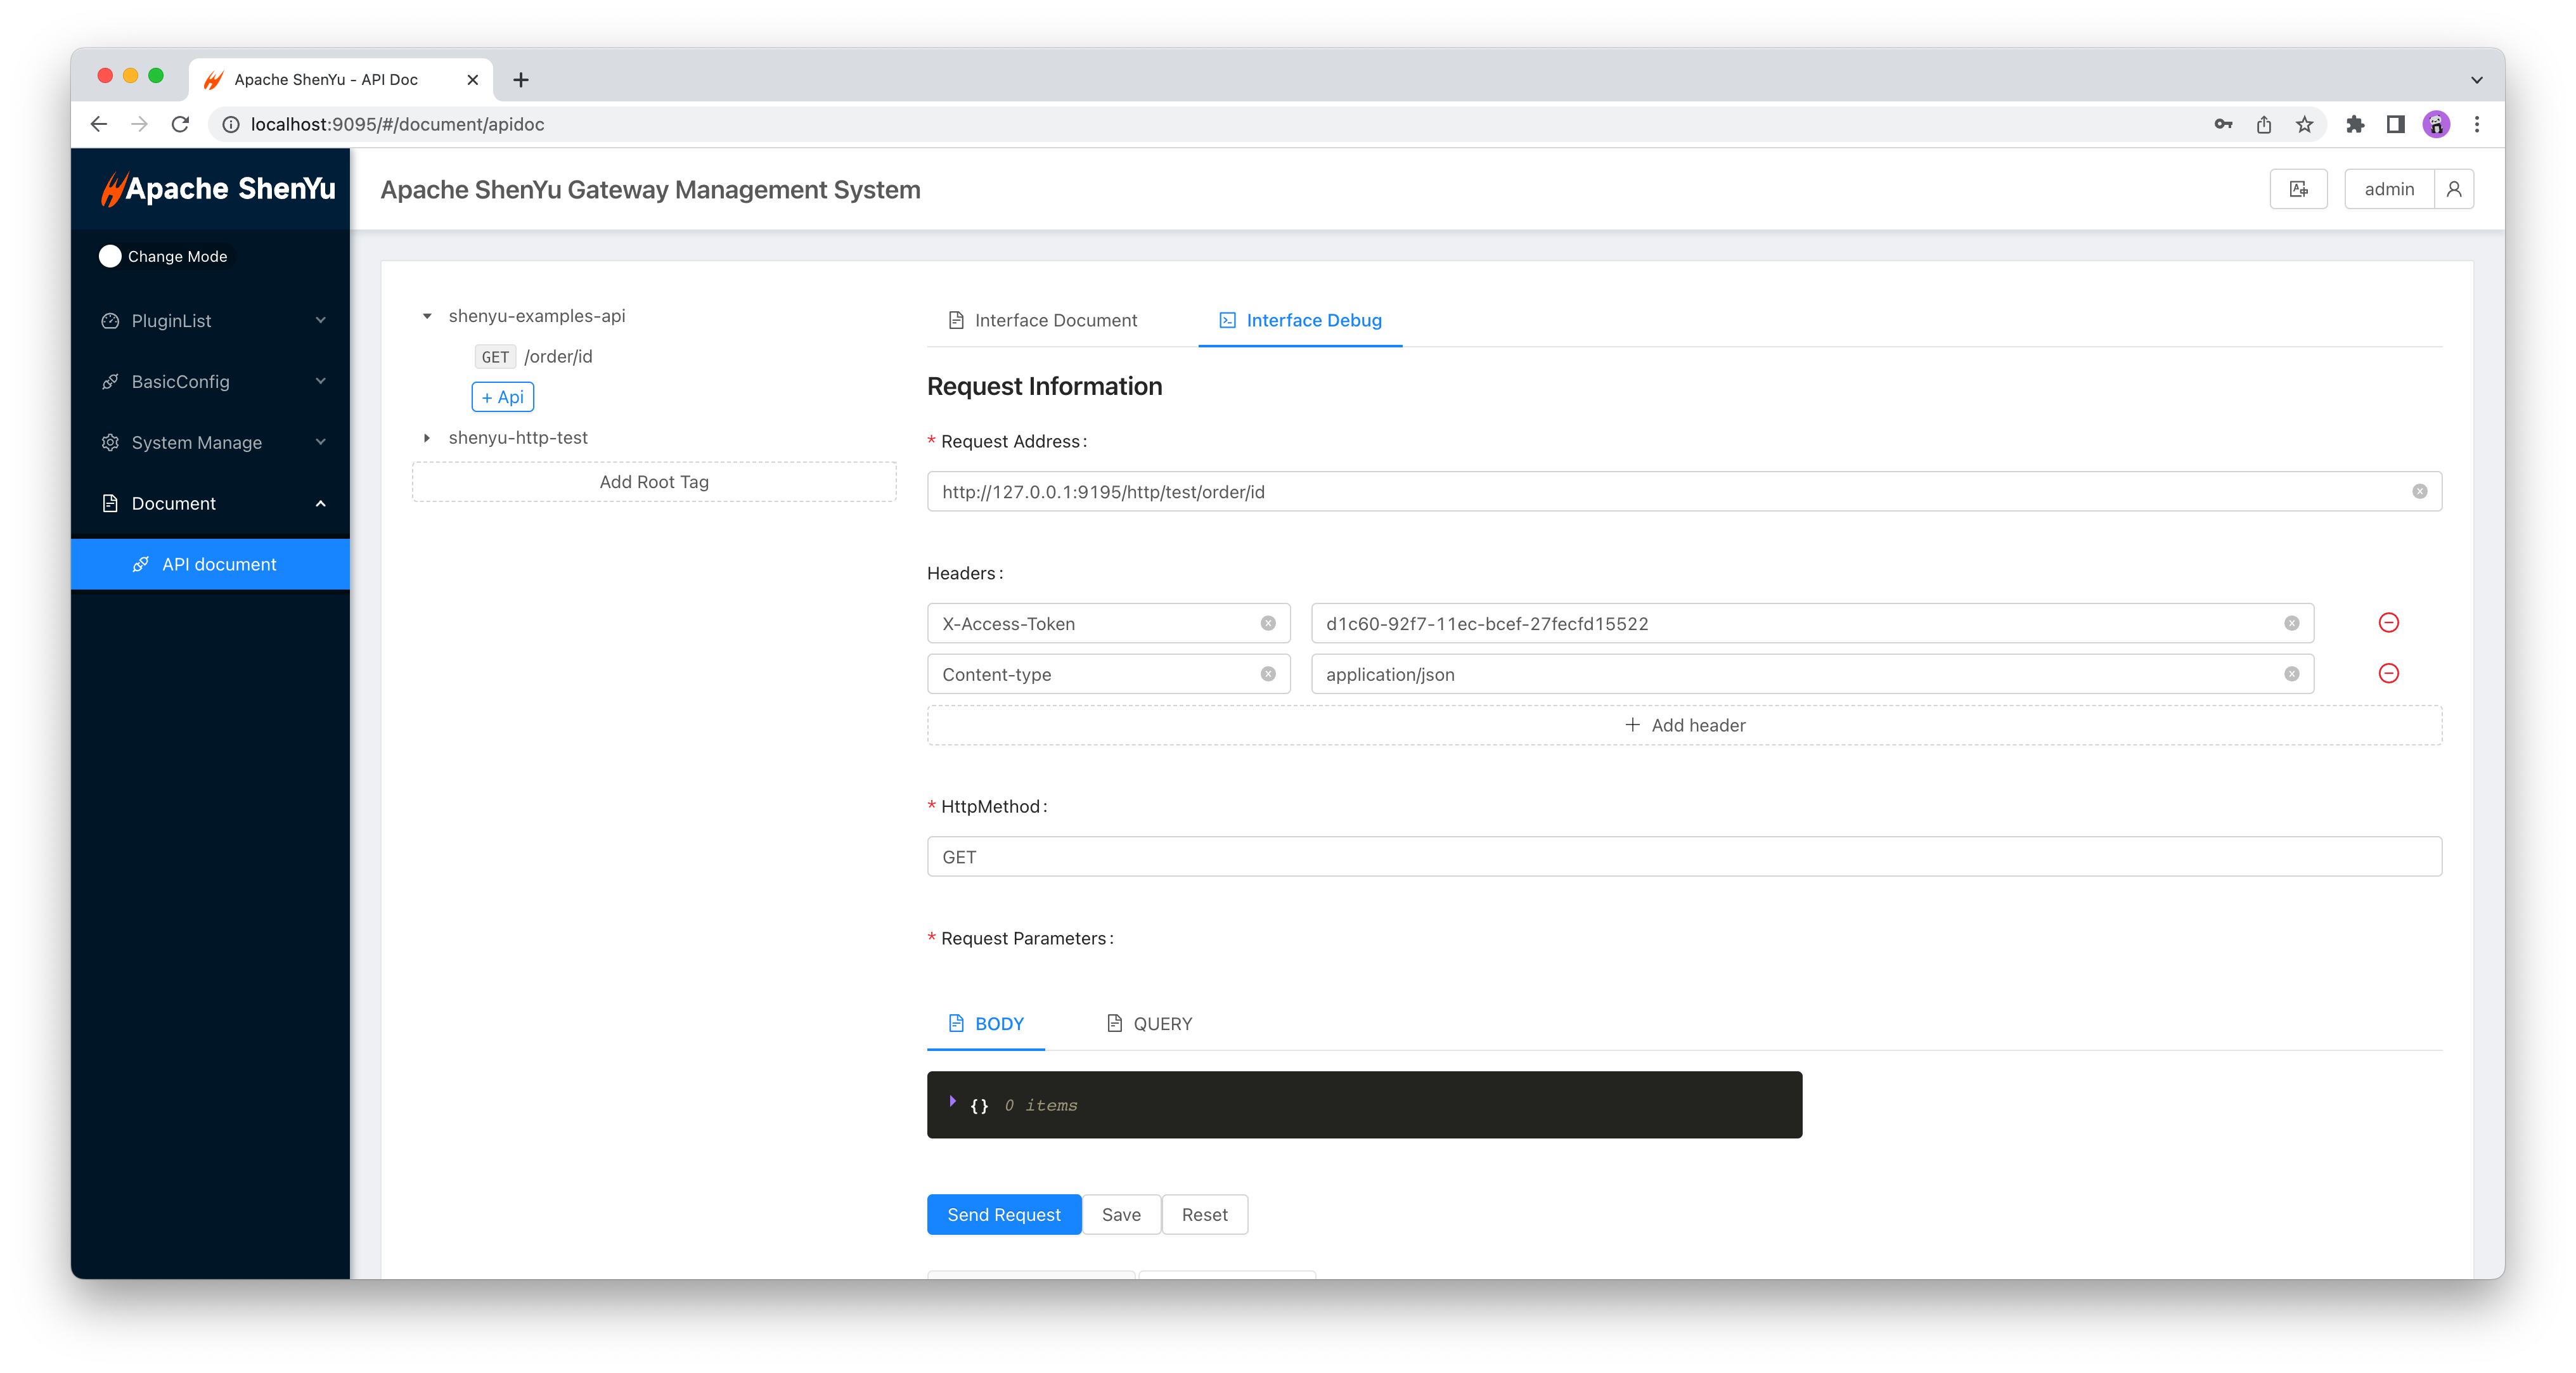 Apache ShenYu - API Doc
localhost:9095/#/document/apidoc
Apache ShenYu
Apache ShenYu Gateway Management System
admin
Change Mode
PluginList
BasicConfig
System Manage
Document
API document
shenyu-examples-api
GET /order/id
+ Api
shenyu-http-test
Add Root Tag
Interface Document
Interface Debug
Request Information
* Request Address:
http://127.0.0.1:9195/http/test/order/id
Headers:
X-Access-Token
d1c60-92f7-11ec-bcef-27fecfd15522
Content-type
application/json
+ Add header
* HttpMethod:
GET
* Request Parameters:
BODY
QUERY
{} 0 items
Send Request
Save
Reset